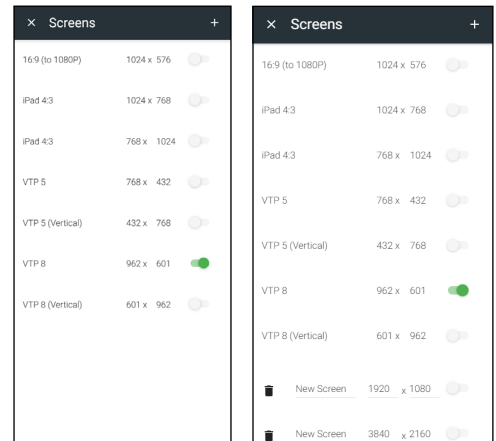 × Screens +
16:9 (to 1080P) 1024 x 576
iPad 4:3 1024 x 768
iPad 4:3 768 x 1024
VTP 5 768 x 432
VTP 5 (Vertical) 432 x 768
VTP 8 962 x 601
VTP 8 (Vertical) 601 x 962
× Screens +
16:9 (to 1080P) 1024 x 576
iPad 4:3 1024 x 768
iPad 4:3 768 x 1024
VTP 5 768 x 432
VTP 5 (Vertical) 432 x 768
VTP 8 962 x 601
VTP 8 (Vertical) 601 x 962
New Screen 1920 x 1080
New Screen 3840 x 2160